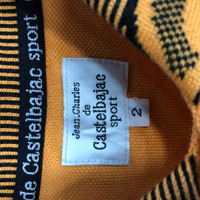 de Castelbajac sport
Jean.Charles
de
Castelbajac
sport
2